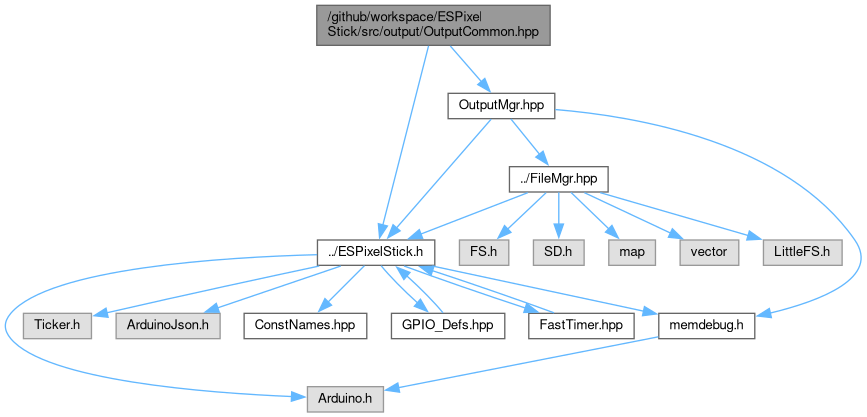 /github/workspace/ESPixel
Stick/src/output/OutputCommon.hpp
OutputMgr.hpp
../FileMgr.hpp
../ESPixelStick.h
FS.h
SD.h
map
vector
LittleFS.h
Ticker.h
ArduinoJson.h
ConstNames.hpp
GPIO_Defs.hpp
FastTimer.hpp
memdebug.h
Arduino.h